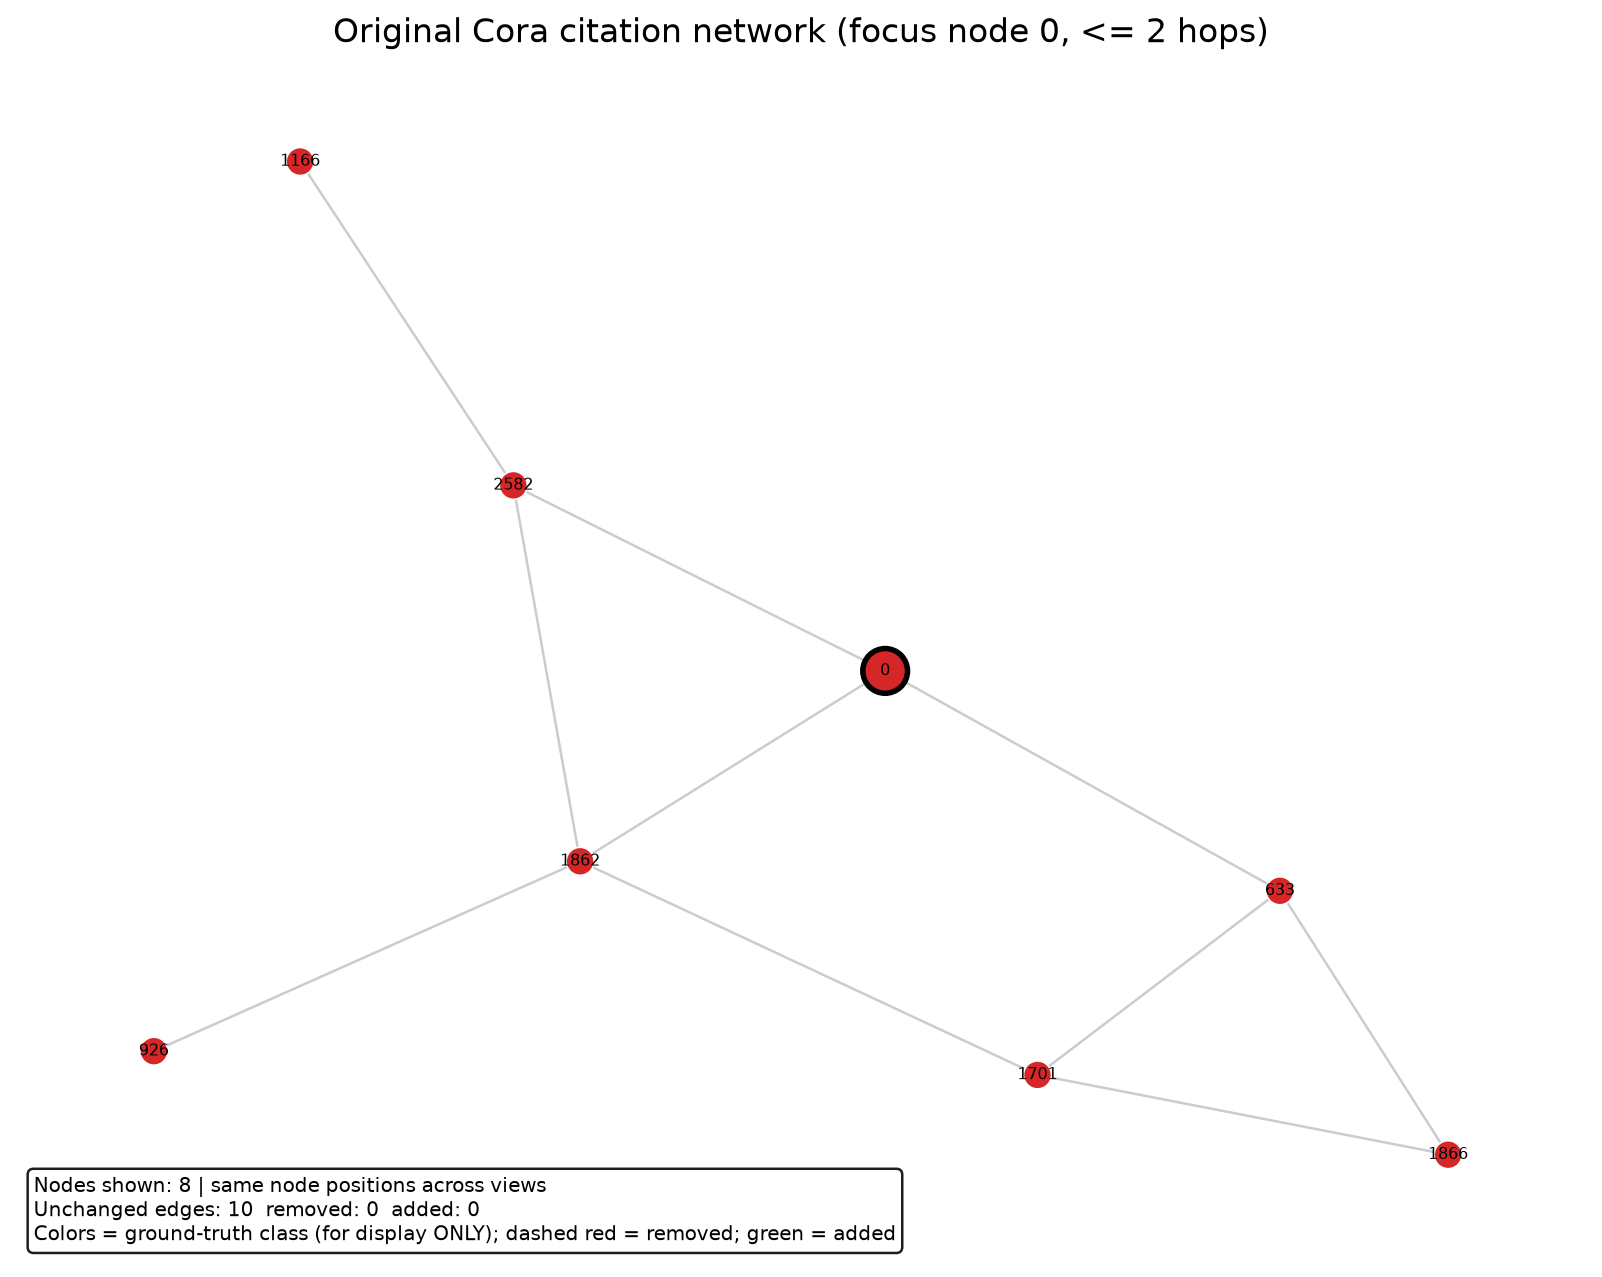 Original Cora citation network (focus node 0, <= 2 hops)
1166
2582
0
1862
633
926
1701
1866
Nodes shown: 8 | same node positions across views
Unchanged edges: 10  removed: 0  added: 0
Colors = ground-truth class (for display ONLY); dashed red = removed; green = added